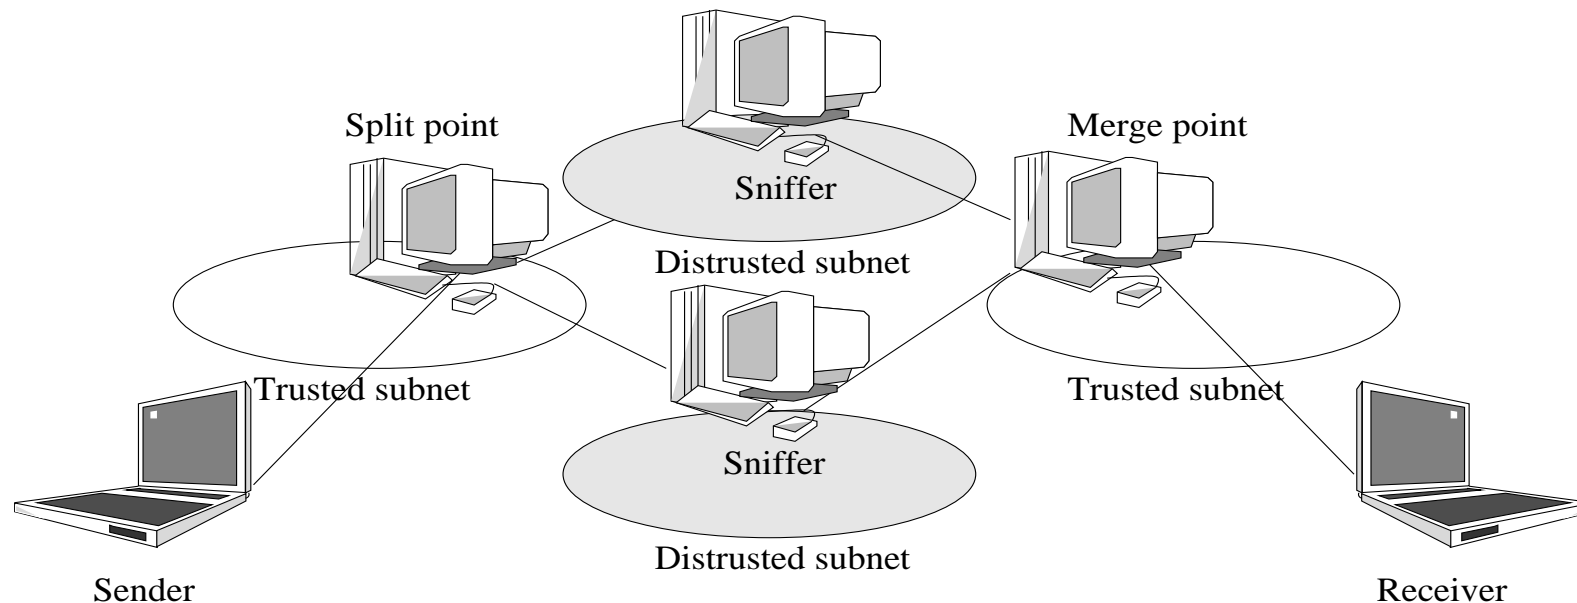 Split point
Merge point
Sniffer
Distrusted subnet
Trusted subnet
Trusted subnet
Sniffer
Distrusted subnet
Sender
Receiver